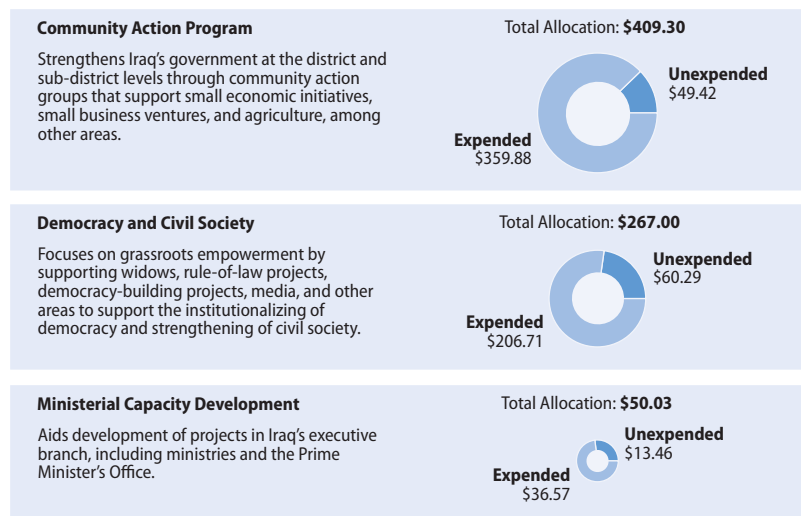 Community Action Program
Strengthens Iraq's government at the district and
sub-district levels through community action
groups that support small economic initiatives,
small business ventures, and agriculture, among
other areas.
Total Allocation: $409.30
Unexpended
$49.42
Expended
$359.88
Democracy and Civil Society
Focuses on grassroots empowerment by
supporting widows, rule-of-law projects,
democracy-building projects, media, and other
areas to support the institutionalizing of
democracy and strengthening of civil society.
Total Allocation: $267.00
Unexpended
$60.29
Expended
$206.71
Ministerial Capacity Development
Aids development of projects in Iraq's executive
branch, including ministries and the Prime
Minister's Office.
Total Allocation: $50.03
Unexpended
$13.46
Expended
$36.57